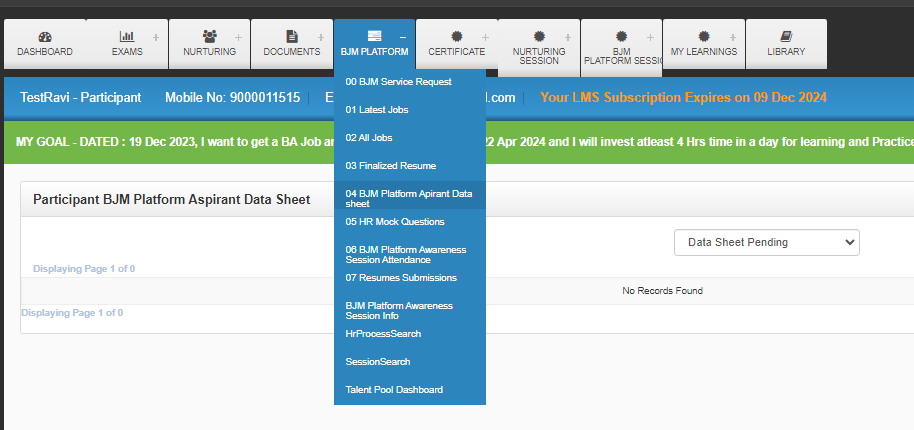 DASHBOARD
EXAMS
NURTURING
DOCUMENTS
BJM PLATFORM
CERTIFICATE
NURTURING
SESSION
BJM
PLATFORM SESSI
MY LEARNINGS
LIBRARY
TestRavi - Participant Mobile No: 9000011515 E l.com Your LMS Subscription Expires on 09 Dec 2024
MY GOAL - DATED : 19 Dec 2023, I want to get a BA Job 22 Apr 2024 and I will invest atleast 4 Hrs time in a day for learning and Practice
00 BJM Service Request
01 Latest Jobs
02 All Jobs
03 Finalized Resume
04 BJM Platform Apirant Data
sheet
05 HR Mock Questions
06 BJM Platform Awareness
Session Attendance
07 Resumes Submissions
BJM Platform Awareness
Session Info
HrProcessSearch
SessionSearch
Talent Pool Dashboard
Participant BJM Platform Aspirant Data Sheet
Data Sheet Pending
Displaying Page 1 of 0
No Records Found
Displaying Page 1 of 0